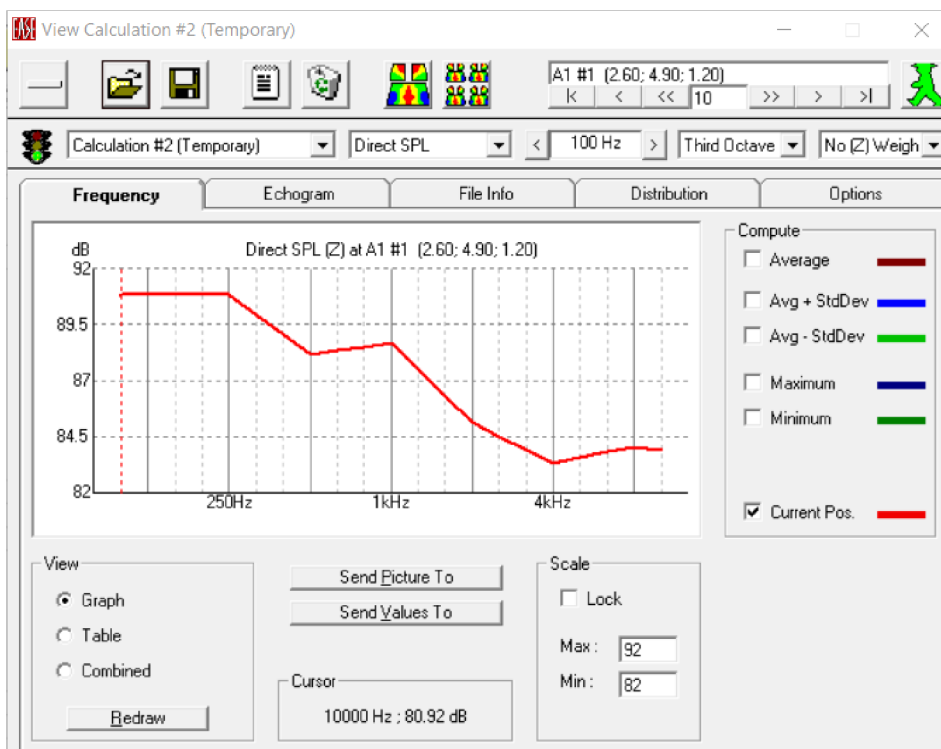 EASE View Calculation #2 (Temporary)
A1 #1 (2.60; 4.90; 1.20)
K < << 10 >> > >|
Calculation #2 (Temporary) Direct SPL < 100 Hz > Third Octave No (Z) Weigh
Frequency Echogram File Info Distribution Options
dB Direct SPL (Z) at A1 #1 (2.60; 4.90; 1.20)
92
89.5
87
84.5
82
250Hz 1kHz 4kHz
Compute
Average
Avg + StdDev
Avg - StdDev
Maximum
Minimum
Current Pos.
View
Graph
Table
Combined
Redraw
Send Picture To
Send Values To
Cursor
10000 Hz ; 80.92 dB
Scale
Lock
Max : 92
Min : 82